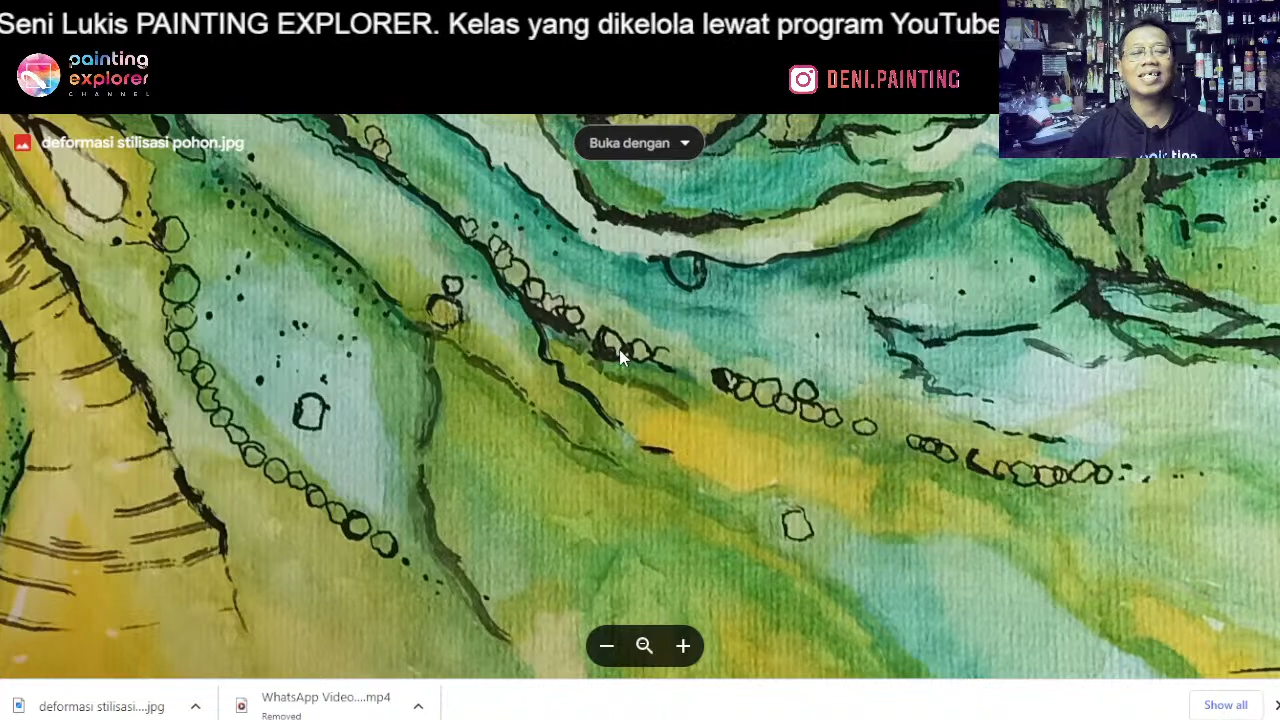 Seni Lukis PAINTING EXPLORER. Kelas yang dikelola lewat program YouTube
painting
explorer
CHANNEL
DENI.PAINTING
deformasi stilisasi pohon.jpg
Buka dengan
deformasi stilisasi....jpg
WhatsApp Video....mp4
Removed
Show all